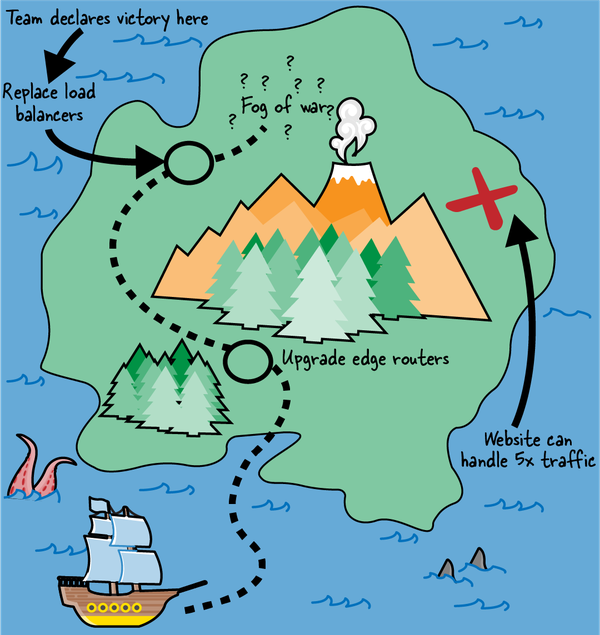 Team declares victory here
Replace load
balancers
? ? ? ? ?
Fog of war?
? ?
Upgrade edge routers
Website can
handle 5x traffic